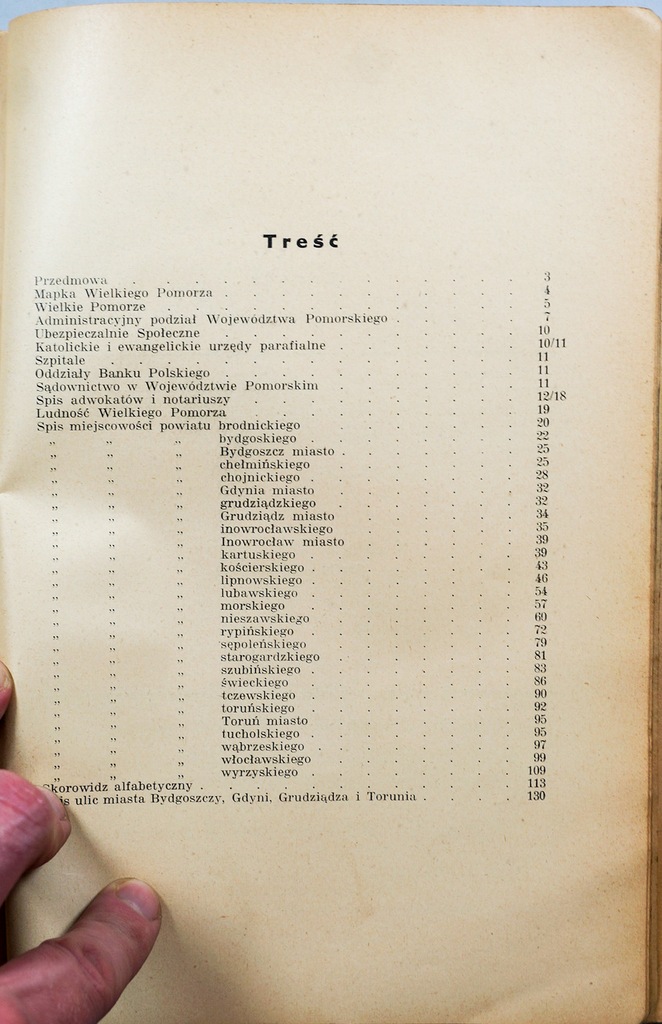 Treść
Przedmowa . . . . . . . . . . . . . . 3
Mapka Wielkiego Pomorza . . . . . . . . . . . 4
Wielkie Pomorze . . . . . . . . . . . . . 5
Administracyjny podział Województwa Pomorskiego . . . . . 7
Ubezpieczalnie Społeczne . . . . . . . . . . . 10
Katolickie i ewangelickie urzędy parafialne . . . . . . . 10/11
Szpitale . . . . . . . . . . . . . . . 11
Oddziały Banku Polskiego . . . . . . . . . . . 11
Sądownictwo w Województwie Pomorskim . . . . . . . 11
Spis adwokatów i notariuszy . . . . . . . . . . 12/18
Ludność Wielkiego Pomorza . . . . . . . . . . 19
Spis miejscowości powiatu brodnickiego . . . . . . . 20
„ „ „ bydgoskiego . . . . . . . . 22
„ „ „ Bydgoszcz miasto . . . . . . . 25
„ „ „ chełmińskiego . . . . . . . 25
„ „ „ chojnickiego . . . . . . . . 28
„ „ „ Gdynia miasto . . . . . . . 32
„ „ „ grudziądzkiego . . . . . . . 32
„ „ „ Grudziądz miasto . . . . . . 34
„ „ „ inowrocławskiego . . . . . . 35
„ „ „ Inowrocław miasto . . . . . . 39
„ „ „ kartuskiego . . . . . . . . 39
„ „ „ kościerskiego . . . . . . . . 43
„ „ „ lipnowskiego . . . . . . . . 46
„ „ „ lubawskiego . . . . . . . . 54
„ „ „ morskiego . . . . . . . . 57
„ „ „ nieszawskiego . . . . . . . 60
„ „ „ rypińskiego . . . . . . . . 72
„ „ „ sępoleńskiego . . . . . . . 79
„ „ „ starogardzkiego . . . . . . . 81
„ „ „ szubińskiego . . . . . . . . 83
„ „ „ świeckiego . . . . . . . . 86
„ „ „ tczewskiego . . . . . . . . 90
„ „ „ toruńskiego . . . . . . . . 92
„ „ „ Toruń miasto . . . . . . . 95
„ „ „ tucholskiego . . . . . . . . 95
„ „ „ wąbrzeskiego . . . . . . . . 97
„ „ „ włocławskiego . . . . . . . 99
„ „ „ wyrzyskiego . . . . . . . . 109
Skorowidz alfabetyczny . . . . . . . . . . . . 113
ulic miasta Bydgoszczy, Gdyni, Grudziądza i Torunia . . . . 130